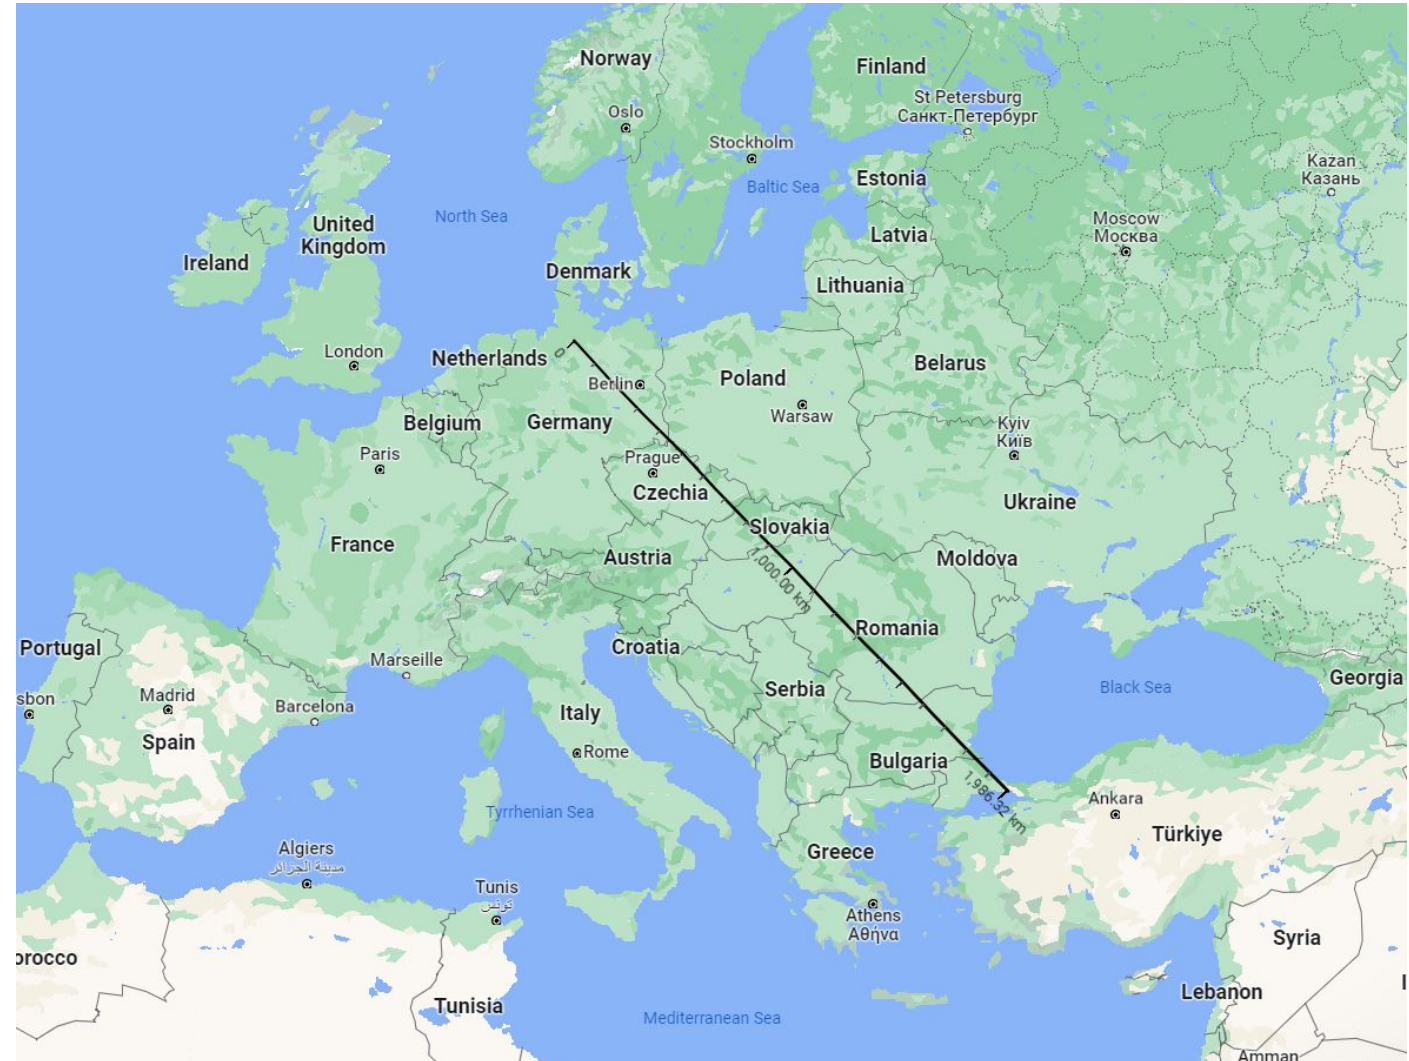 Norway
Finland
St Petersburg
Санкт-Петербург
Oslo
Stockholm
Kazan
Казань
Baltic Sea
Estonia
North Sea
United
Kingdom
Moscow
Москва
Latvia
Ireland
Denmark
Lithuania
London
Netherlands
0
Belarus
Berlin
Poland
Warsaw
Belgium
Germany
Kyiv
Київ
Paris
Prague
Czechia
Ukraine
Slovakia
France
Austria
Moldova
1,000.00 km
Romania
Portugal
Croatia
Marseille
Georgia
Serbia
Black Sea
sbon
Madrid
Barcelona
Italy
Spain
Rome
Bulgaria
1,986.32 km
Ankara
Tyrrhenian Sea
Türkiye
Algiers
مدينة الجزائر
Greece
Tunis
تونس
Athens
Αθήνα
Syria
orocco
Lebanon
I
Tunisia
Mediterranean Sea
Amman